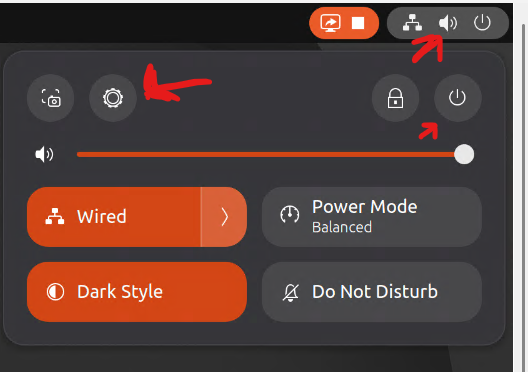 Wired
Power Mode
Balanced
Dark Style
Do Not Disturb